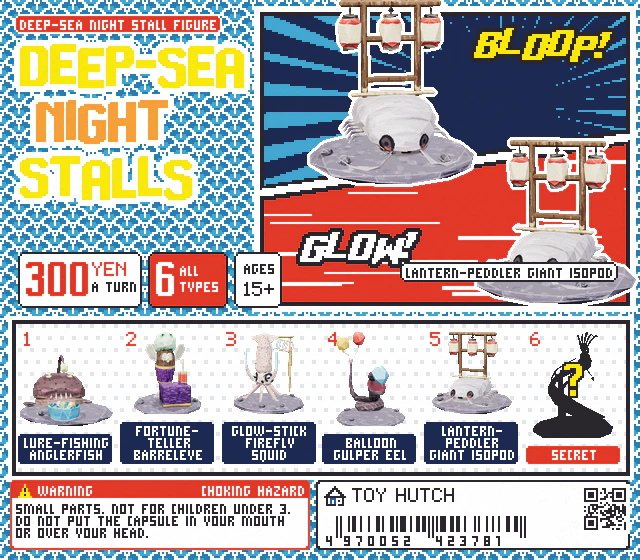 DEEP-SEA NIGHT STALL FIGURE
DEEP-SEA
NIGHT
STALLS
BLOOP!
GLOW!
LANTERN-PEDDLER GIANT ISOPOD
300 YEN
A TURN
6 ALL
TYPES
AGES
15+
1
LURE-FISHING
ANGLERFISH
2
FORTUNE-
TELLER
BARRELEYE
3
GLOW-STICK
FIREFLY
SQUID
4
BALLOON
GULPER EEL
5
LANTERN-
PEDDLER
GIANT ISOPOD
6
?
SECRET
WARNING CHOKING HAZARD
SMALL PARTS. NOT FOR CHILDREN UNDER 3.
DO NOT PUT THE CAPSULE IN YOUR MOUTH
OR OVER YOUR HEAD.
TOY HUTCH
4 970052 423781